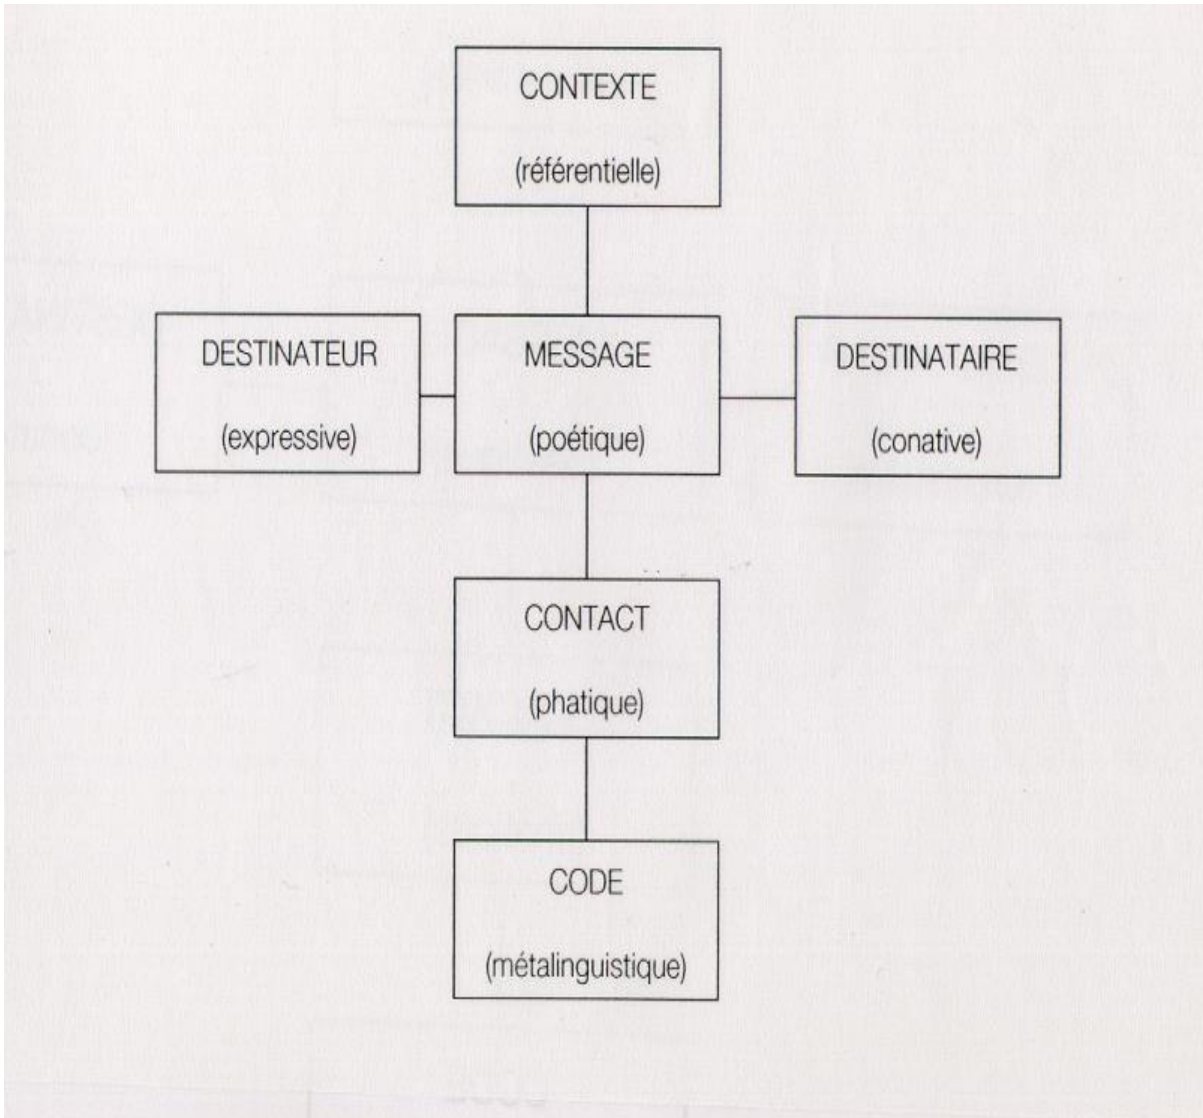 CONTEXTE
(référentielle)
DESTINATEUR
(expressive)
MESSAGE
(poétique)
DESTINATAIRE
(conative)
CONTACT
(phatique)
CODE
(métalinguistique)